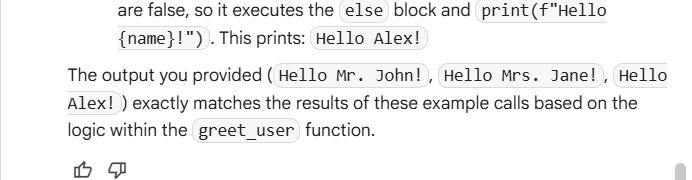 are false, so it executes the else block and print(f"Hello
{name}!"). This prints: Hello Alex!
The output you provided (Hello Mr. John!, Hello Mrs. Jane!, Hello
Alex!) exactly matches the results of these example calls based on the
logic within the greet_user function.